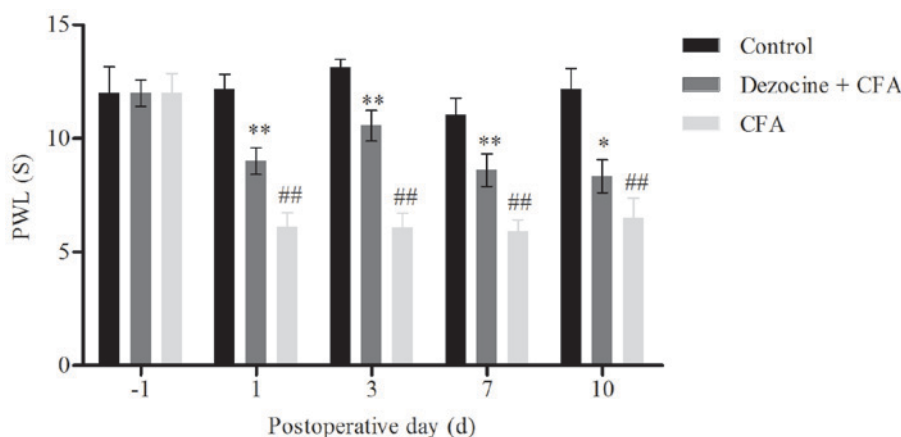 15
10
5
0
PWL (S)
** ## ** ## ** ## * ##
-1 1 3 7 10
Postoperative day (d)
Control
Dezocine + CFA
CFA